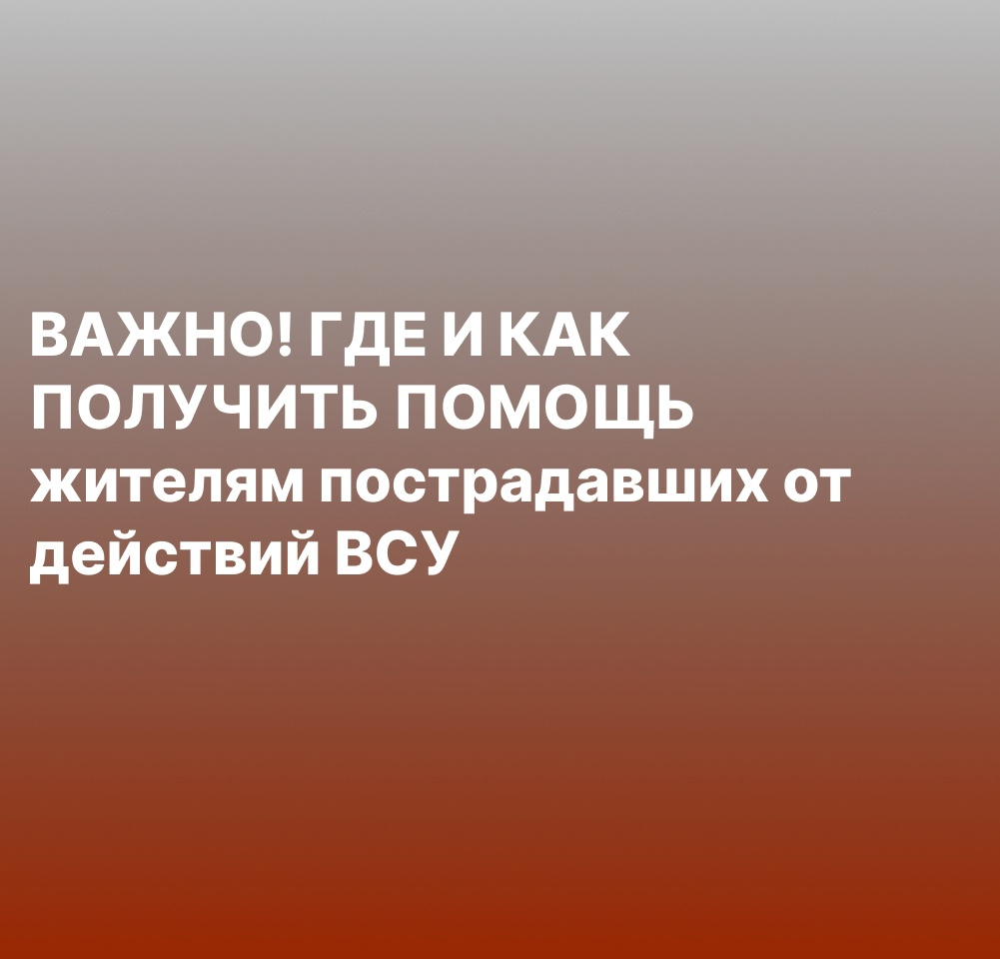 ВАЖНО! ГДЕ И КАК
ПОЛУЧИТЬ ПОМОЩЬ
жителям пострадавших от
действий ВСУ